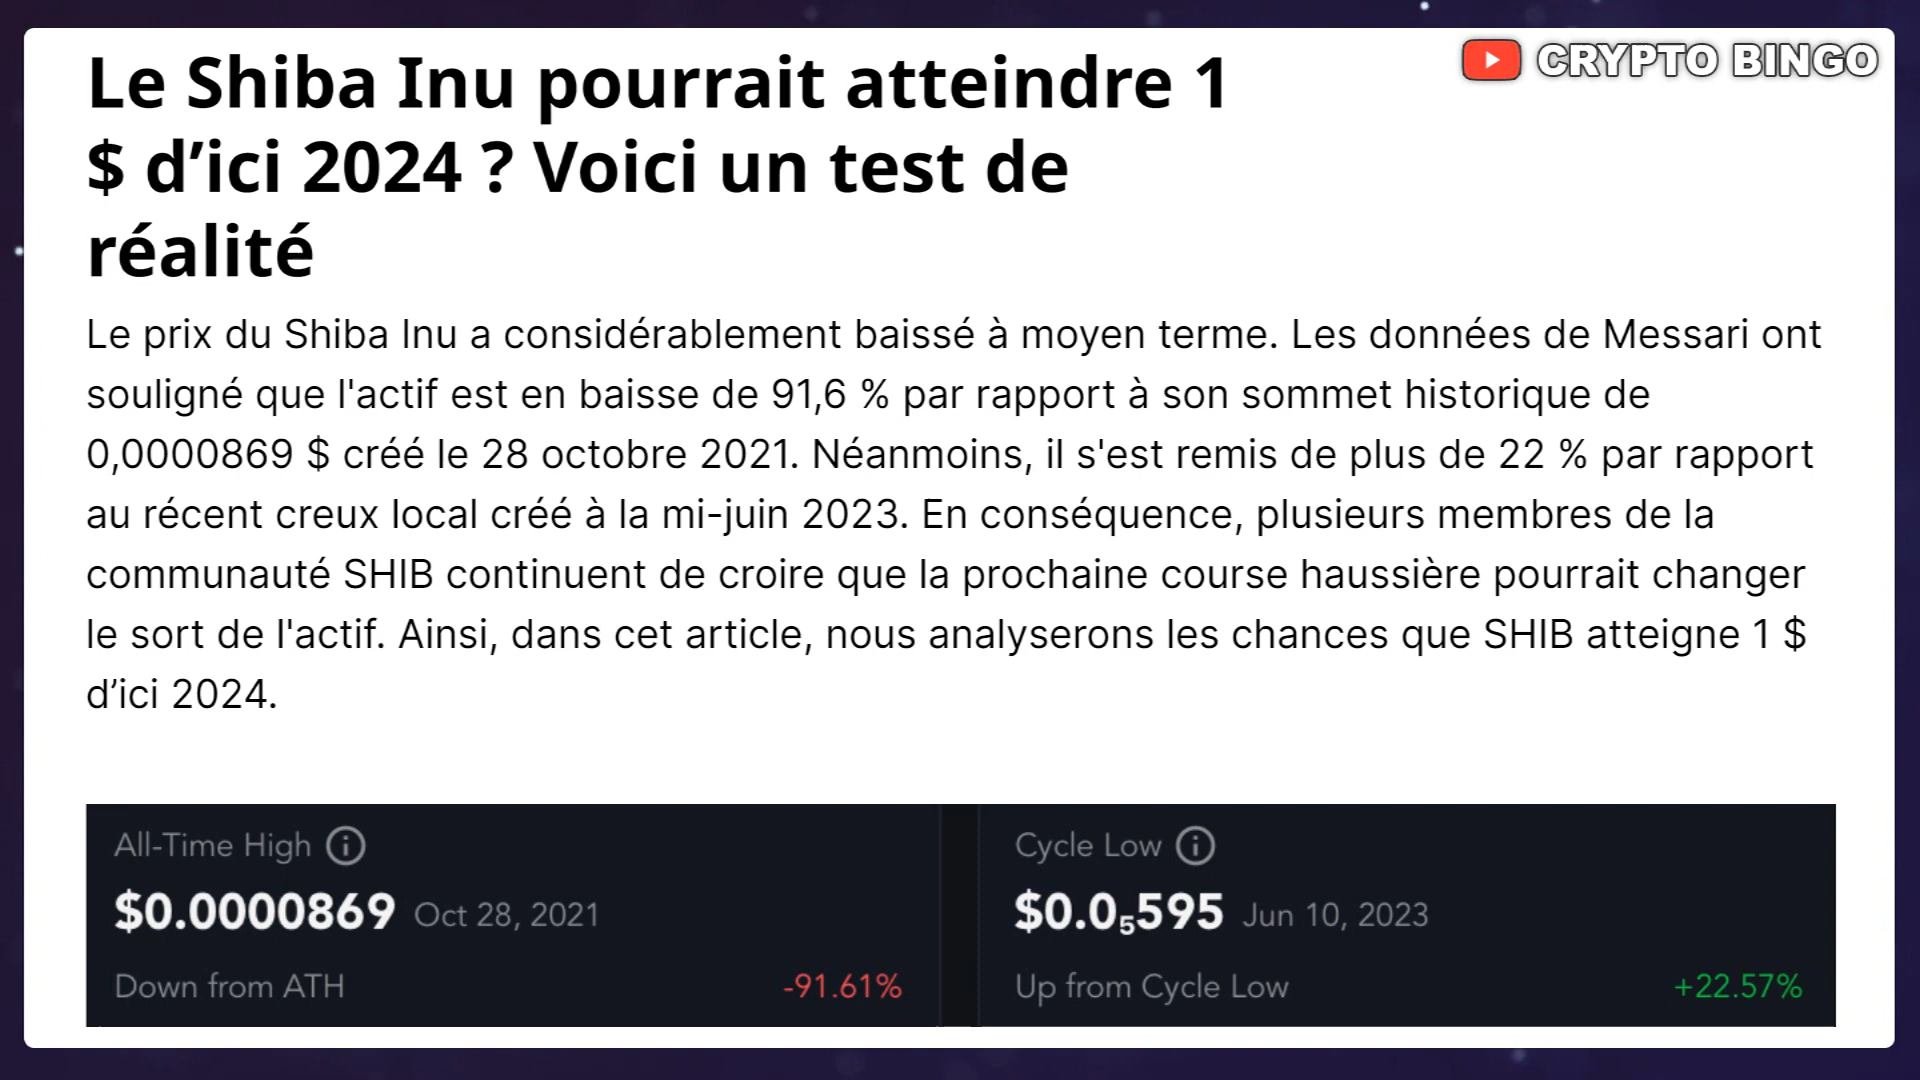 CRYPTO BINGO
Le Shiba Inu pourrait atteindre 1
$ d’ici 2024 ? Voici un test de
réalité
Le prix du Shiba Inu a considérablement baissé à moyen terme. Les données de Messari ont
souligné que l'actif est en baisse de 91,6 % par rapport à son sommet historique de
0,0000869 $ créé le 28 octobre 2021. Néanmoins, il s'est remis de plus de 22 % par rapport
au récent creux local créé à la mi-juin 2023. En conséquence, plusieurs membres de la
communauté SHIB continuent de croire que la prochaine course haussière pourrait changer
le sort de l'actif. Ainsi, dans cet article, nous analyserons les chances que SHIB atteigne 1 $
d’ici 2024.
All-Time High
$0.0000869 Oct 28, 2021
Down from ATH -91.61%
Cycle Low
$0.0₅595 Jun 10, 2023
Up from Cycle Low +22.57%